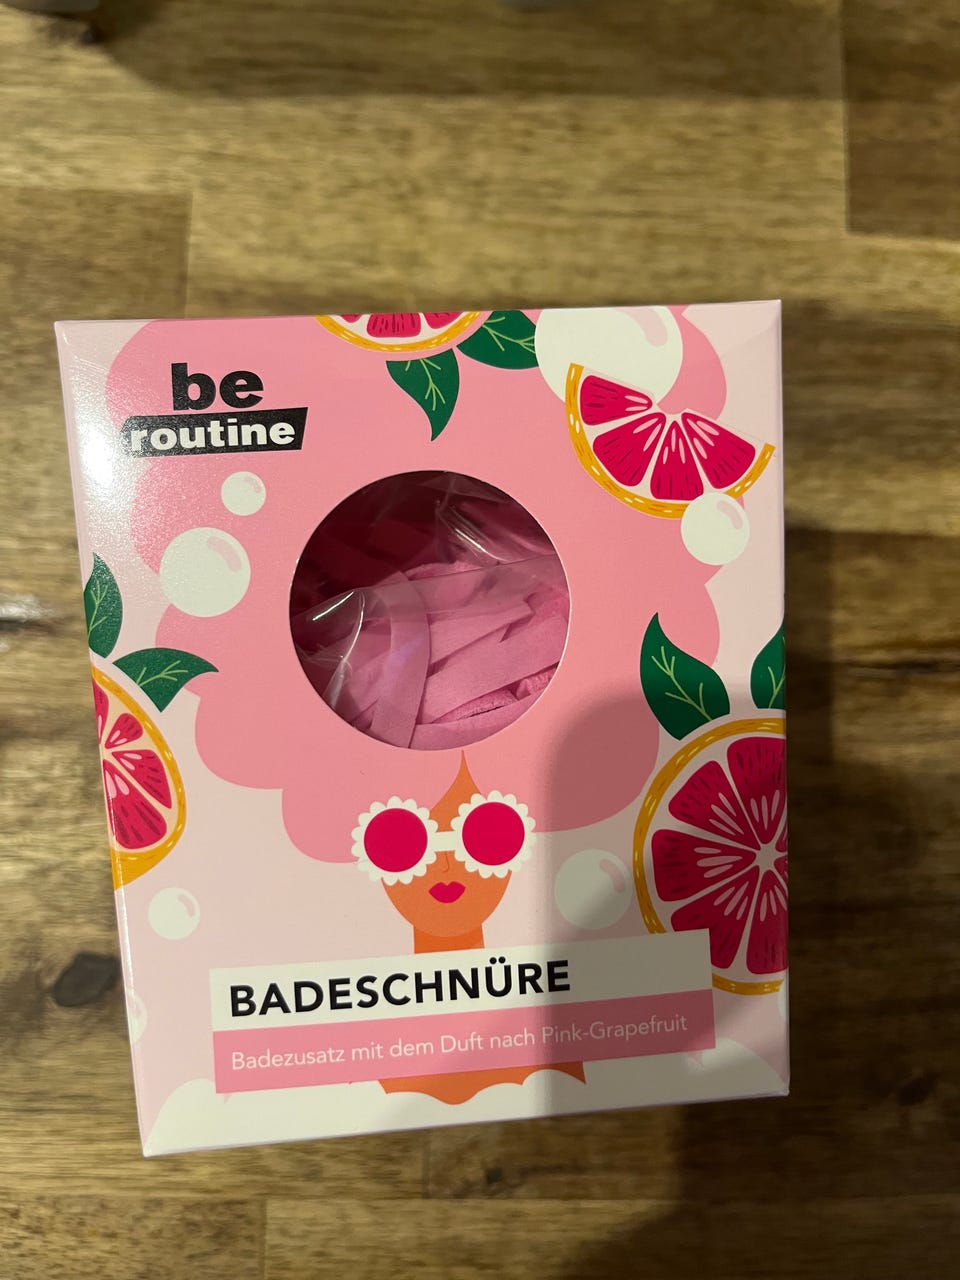 be
routine
BADESCHNÜRE
Badezusatz mit dem Duft nach Pink-Grapefruit